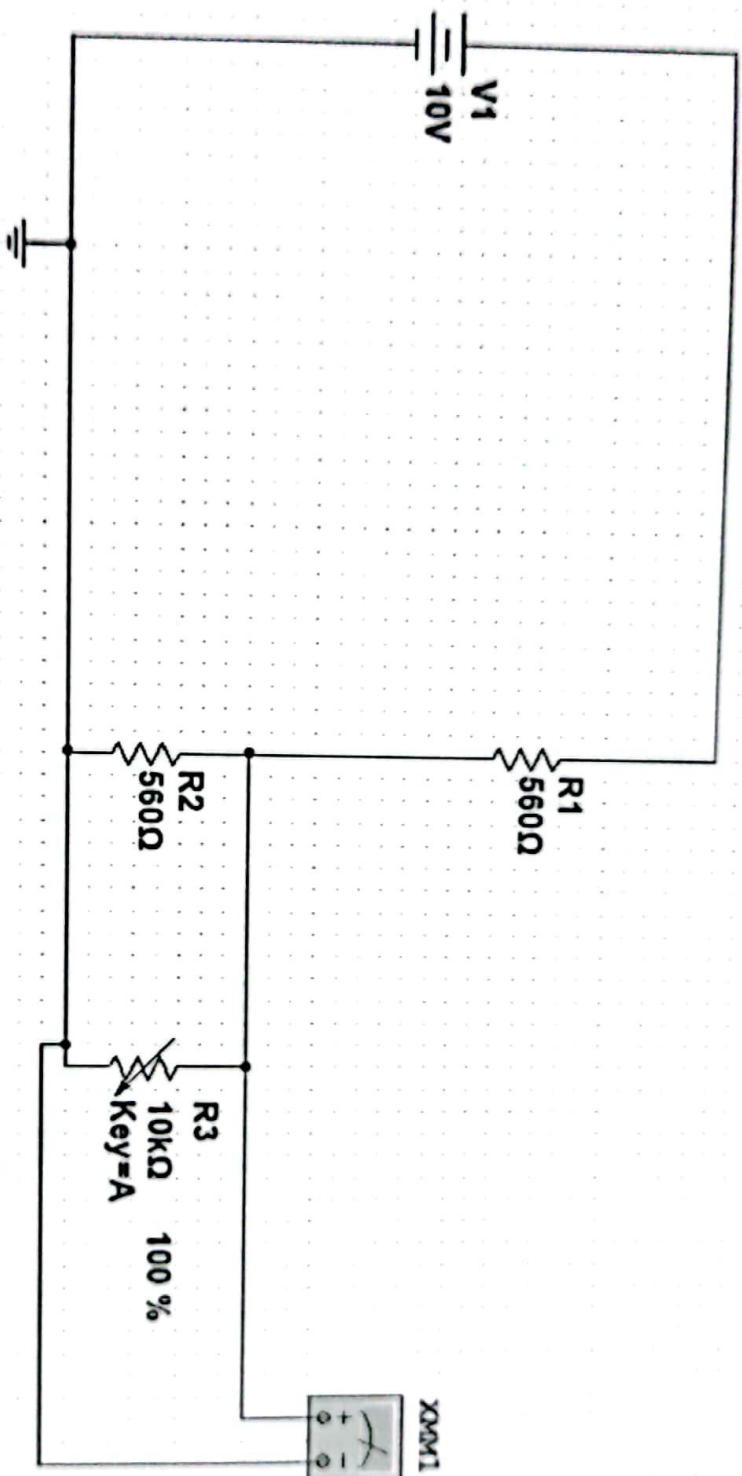 V1
10V
R1
560Ω
R2
560Ω
R3
10kΩ 100 %
Key=A
XMM1
+ −